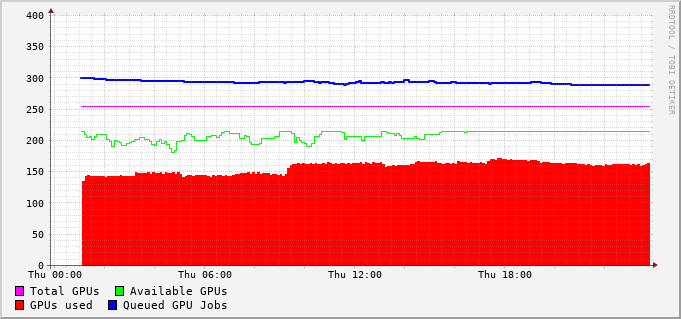 400
350
300
250
200
150
100
50
0
Thu 00:00 Thu 06:00 Thu 12:00 Thu 18:00
Total GPUs Available GPUs
GPUs used Queued GPU Jobs
RRDTOOL / TOBI OETIKER